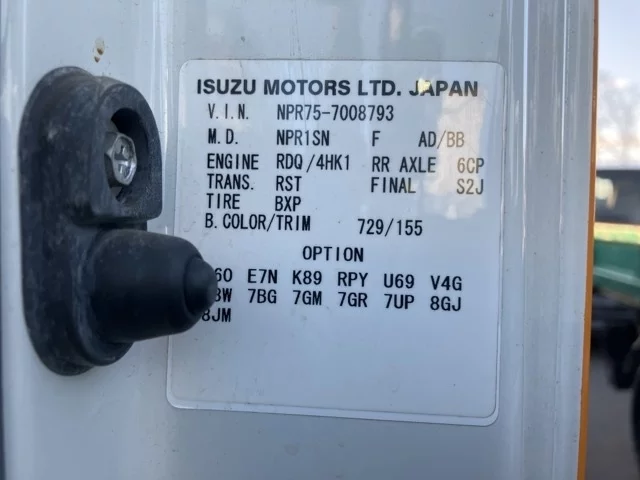 ISUZU MOTORS LTD. JAPAN
V.I.N. NPR75-7008793
M.D. NPR1SN F AD/BB
ENGINE RDQ/4HK1 RR AXLE 6CP
TRANS. RST FINAL S2J
TIRE BXP
B.COLOR/TRIM 729/155
OPTION
E7N K89 RPY U69 V4G
7BG 7GM 7GR 7UP 8GJ
8JM